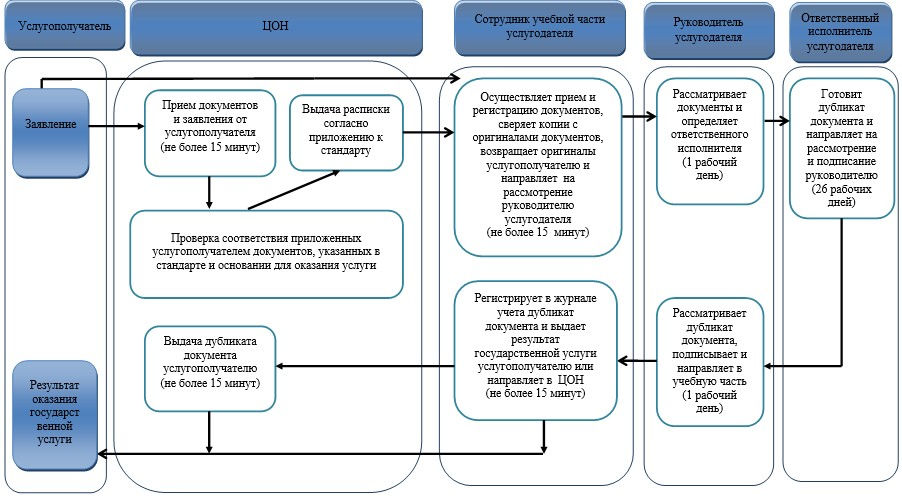 Услугополучатель
ЦОН
Сотрудник учебной части
услугодателя
Руководитель
услугодателя
Ответственный
исполнитель
услугодателя
Заявление
Прием документов
и заявления от
услугополучателя
(не более 15 минут)
Выдача расписки
согласно
приложению к
стандарту
Проверка соответствия приложенных
услугополучателем документов, указанных в
стандарте и основании для оказания услуги
Осуществляет прием и
регистрацию документов,
сверяет копии с
оригиналами документов,
возвращает оригиналы
услугополучателю и
направляет на
рассмотрение
руководителю
услугодателя
(не более 15 минут)
Рассматривает
документы и
определяет
ответственного
исполнителя
(1 рабочий
день)
Готовит
дубликат
документа и
направляет на
рассмотрение
и подписание
руководителю
(26 рабочих
дней)
Рассматривает
дубликат
документа,
подписывает и
направляет в
учебную часть
(1 рабочий
день)
Регистрирует в журнале
учета дубликат
документа и выдает
результат
государственной услуги
услугополучателю или
направляет в ЦОН
(не более 15 минут)
Выдача дубликата
документа
услугополучателю
(не более 15 минут)
Результат
оказания
государст
венной
услуги